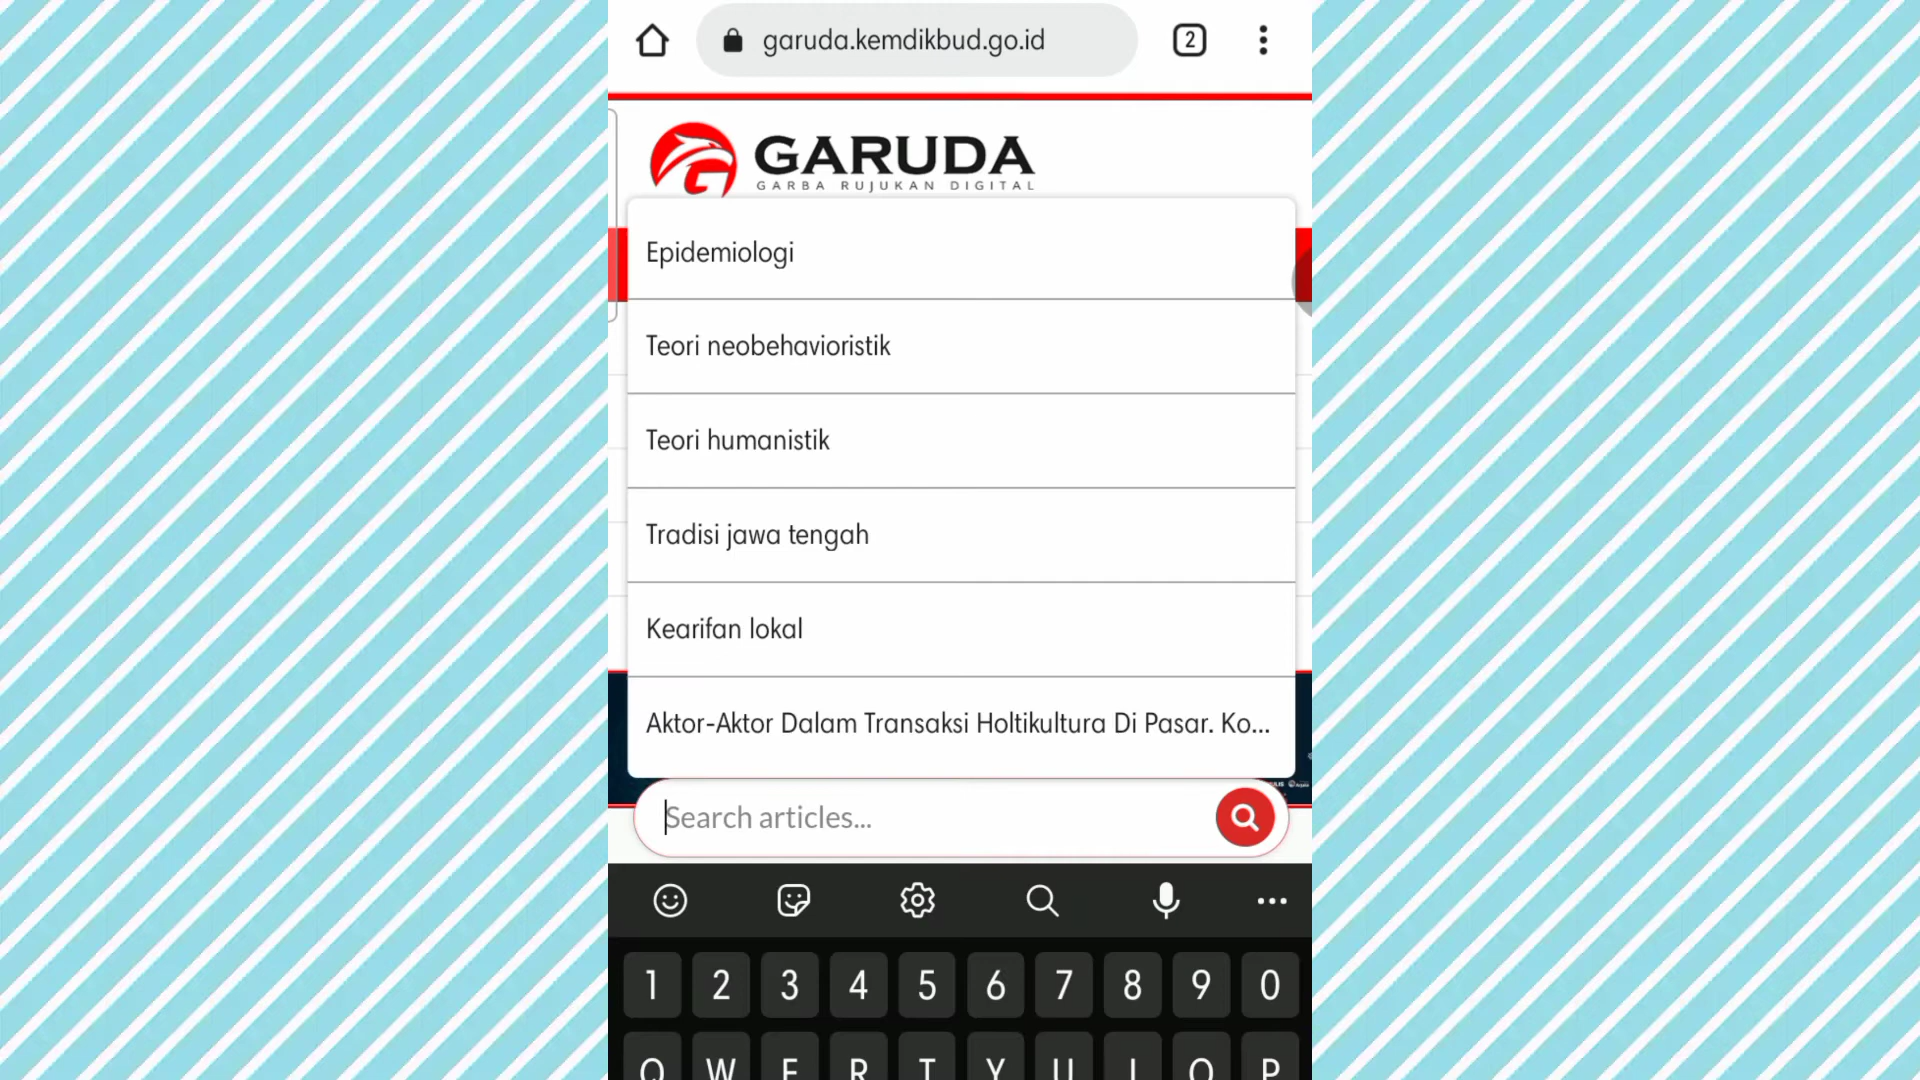 garuda.kemdikbud.go.id
2
GARUDA
GARBA RUJUKAN DIGITAL
Epidemiologi
Teori neobehavioristik
Teori humanistik
Tradisi jawa tengah
Kearifan lokal
Aktor-Aktor Dalam Transaksi Holtikultura Di Pasar. Ko...
Search articles...
1 2 3 4 5 6 7 8 9 0
Q W E R T Y U I O P